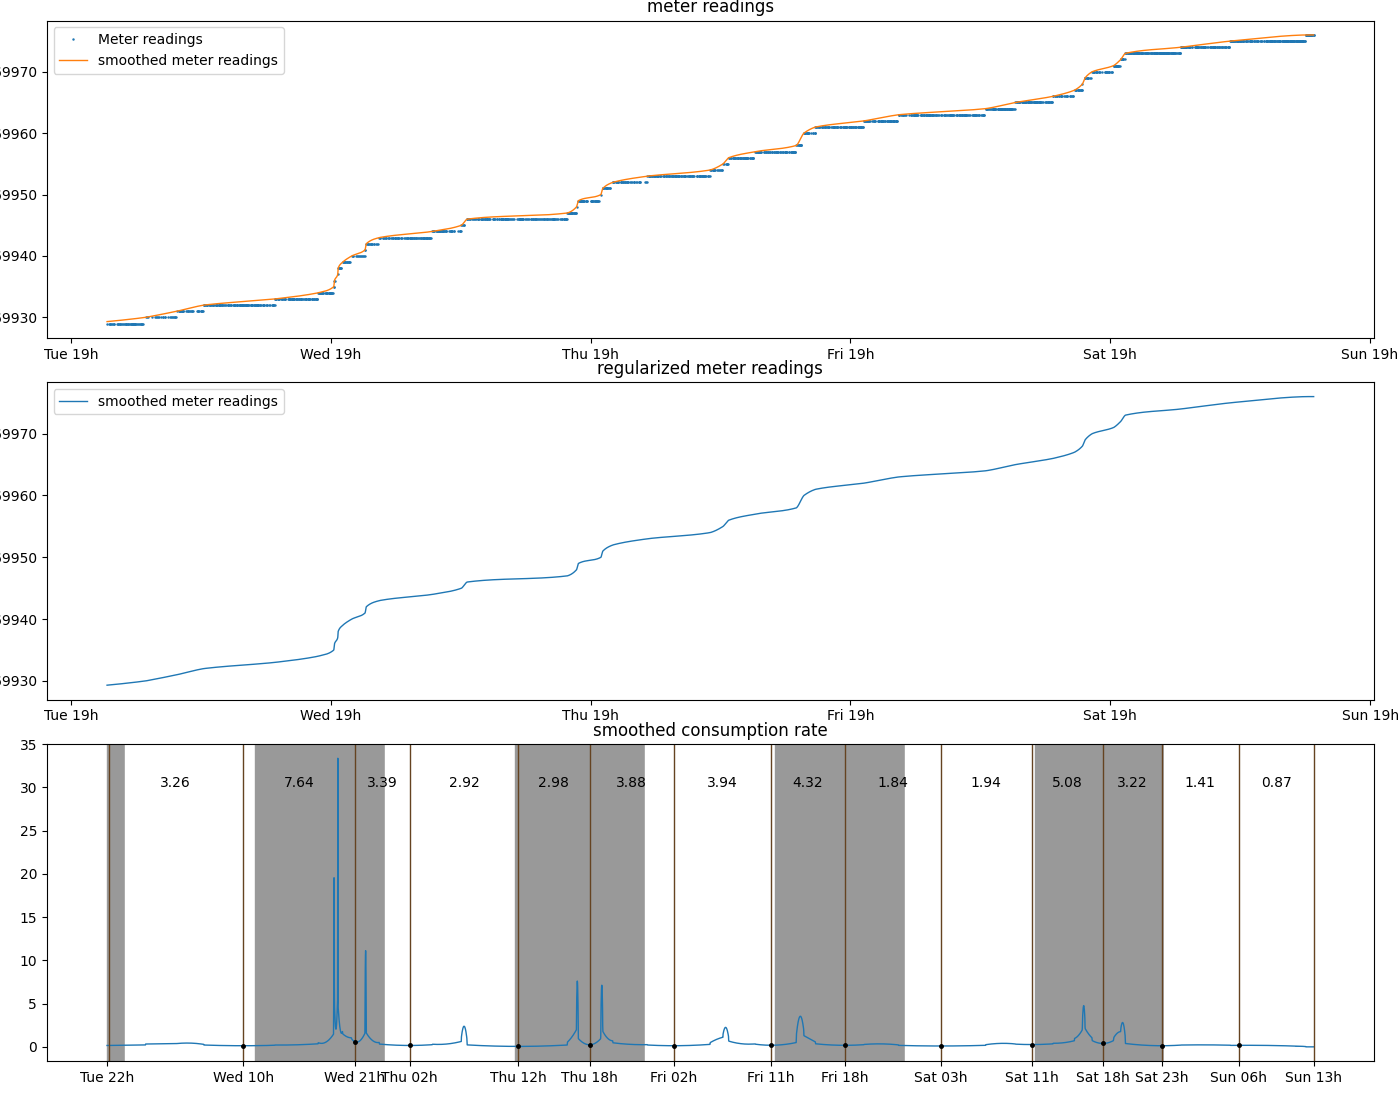 meter readings
Meter readings
smoothed meter readings
9970
9960
9950
9940
9930
Tue 19h Wed 19h Thu 19h Fri 19h Sat 19h Sun 19h
regularized meter readings
smoothed meter readings
9970
9960
9950
9940
9930
Tue 19h Wed 19h Thu 19h Fri 19h Sat 19h Sun 19h
smoothed consumption rate
35
30
25
20
15
10
5
0
3.26 7.64 3.39 2.92 2.98 3.88 3.94 4.32 1.84 1.94 5.08 3.22 1.41 0.87
Tue 22h Wed 10h Wed 21h Thu 02h Thu 12h Thu 18h Fri 02h Fri 11h Fri 18h Sat 03h Sat 11h Sat 18h Sat 23h Sun 06h Sun 13h